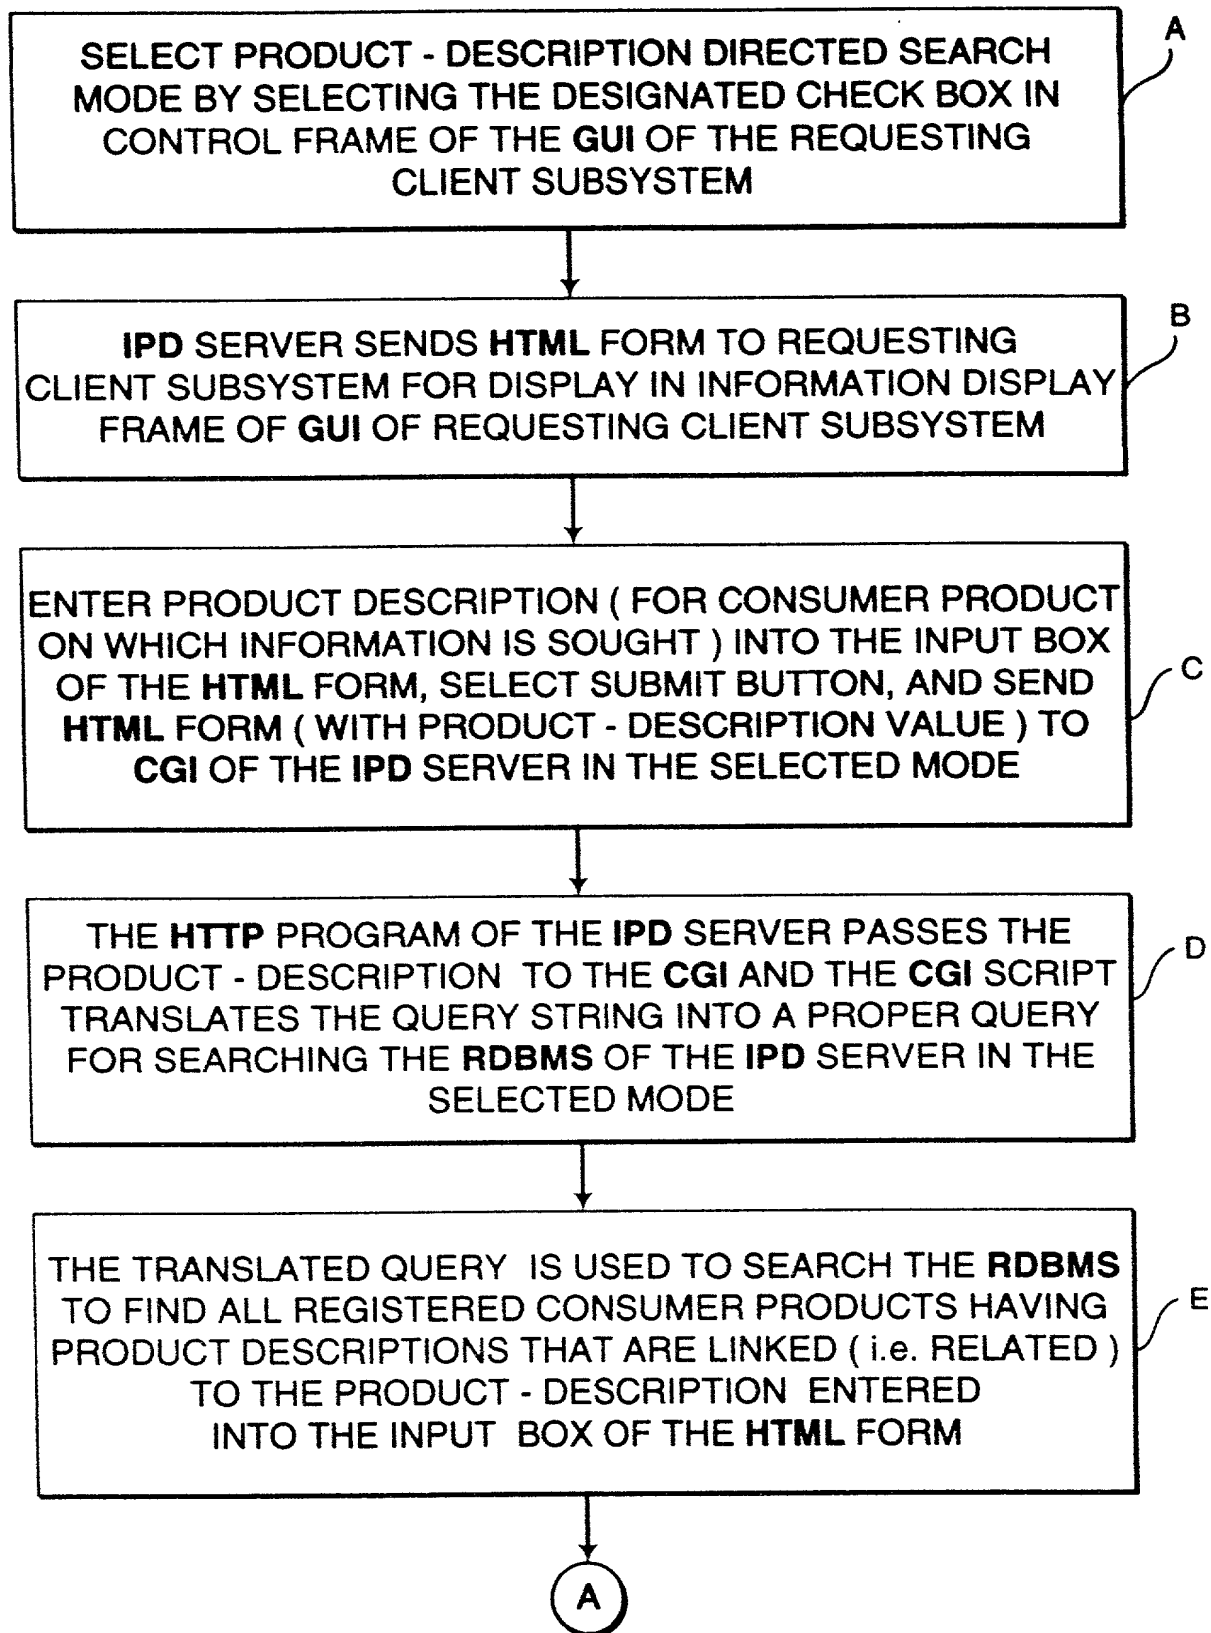 A
SELECT PRODUCT - DESCRIPTION DIRECTED SEARCH
MODE BY SELECTING THE DESIGNATED CHECK BOX IN
CONTROL FRAME OF THE GUI OF THE REQUESTING
CLIENT SUBSYSTEM
B
IPD SERVER SENDS HTML FORM TO REQUESTING
CLIENT SUBSYSTEM FOR DISPLAY IN INFORMATION DISPLAY
FRAME OF GUI OF REQUESTING CLIENT SUBSYSTEM
C
ENTER PRODUCT DESCRIPTION ( FOR CONSUMER PRODUCT
ON WHICH INFORMATION IS SOUGHT ) INTO THE INPUT BOX
OF THE HTML FORM, SELECT SUBMIT BUTTON, AND SEND
HTML FORM ( WITH PRODUCT - DESCRIPTION VALUE ) TO
CGI OF THE IPD SERVER IN THE SELECTED MODE
D
THE HTTP PROGRAM OF THE IPD SERVER PASSES THE
PRODUCT - DESCRIPTION TO THE CGI AND THE CGI SCRIPT
TRANSLATES THE QUERY STRING INTO A PROPER QUERY
FOR SEARCHING THE RDBMS OF THE IPD SERVER IN THE
SELECTED MODE
E
THE TRANSLATED QUERY IS USED TO SEARCH THE RDBMS
TO FIND ALL REGISTERED CONSUMER PRODUCTS HAVING
PRODUCT DESCRIPTIONS THAT ARE LINKED ( i.e. RELATED )
TO THE PRODUCT - DESCRIPTION ENTERED
INTO THE INPUT BOX OF THE HTML FORM
A